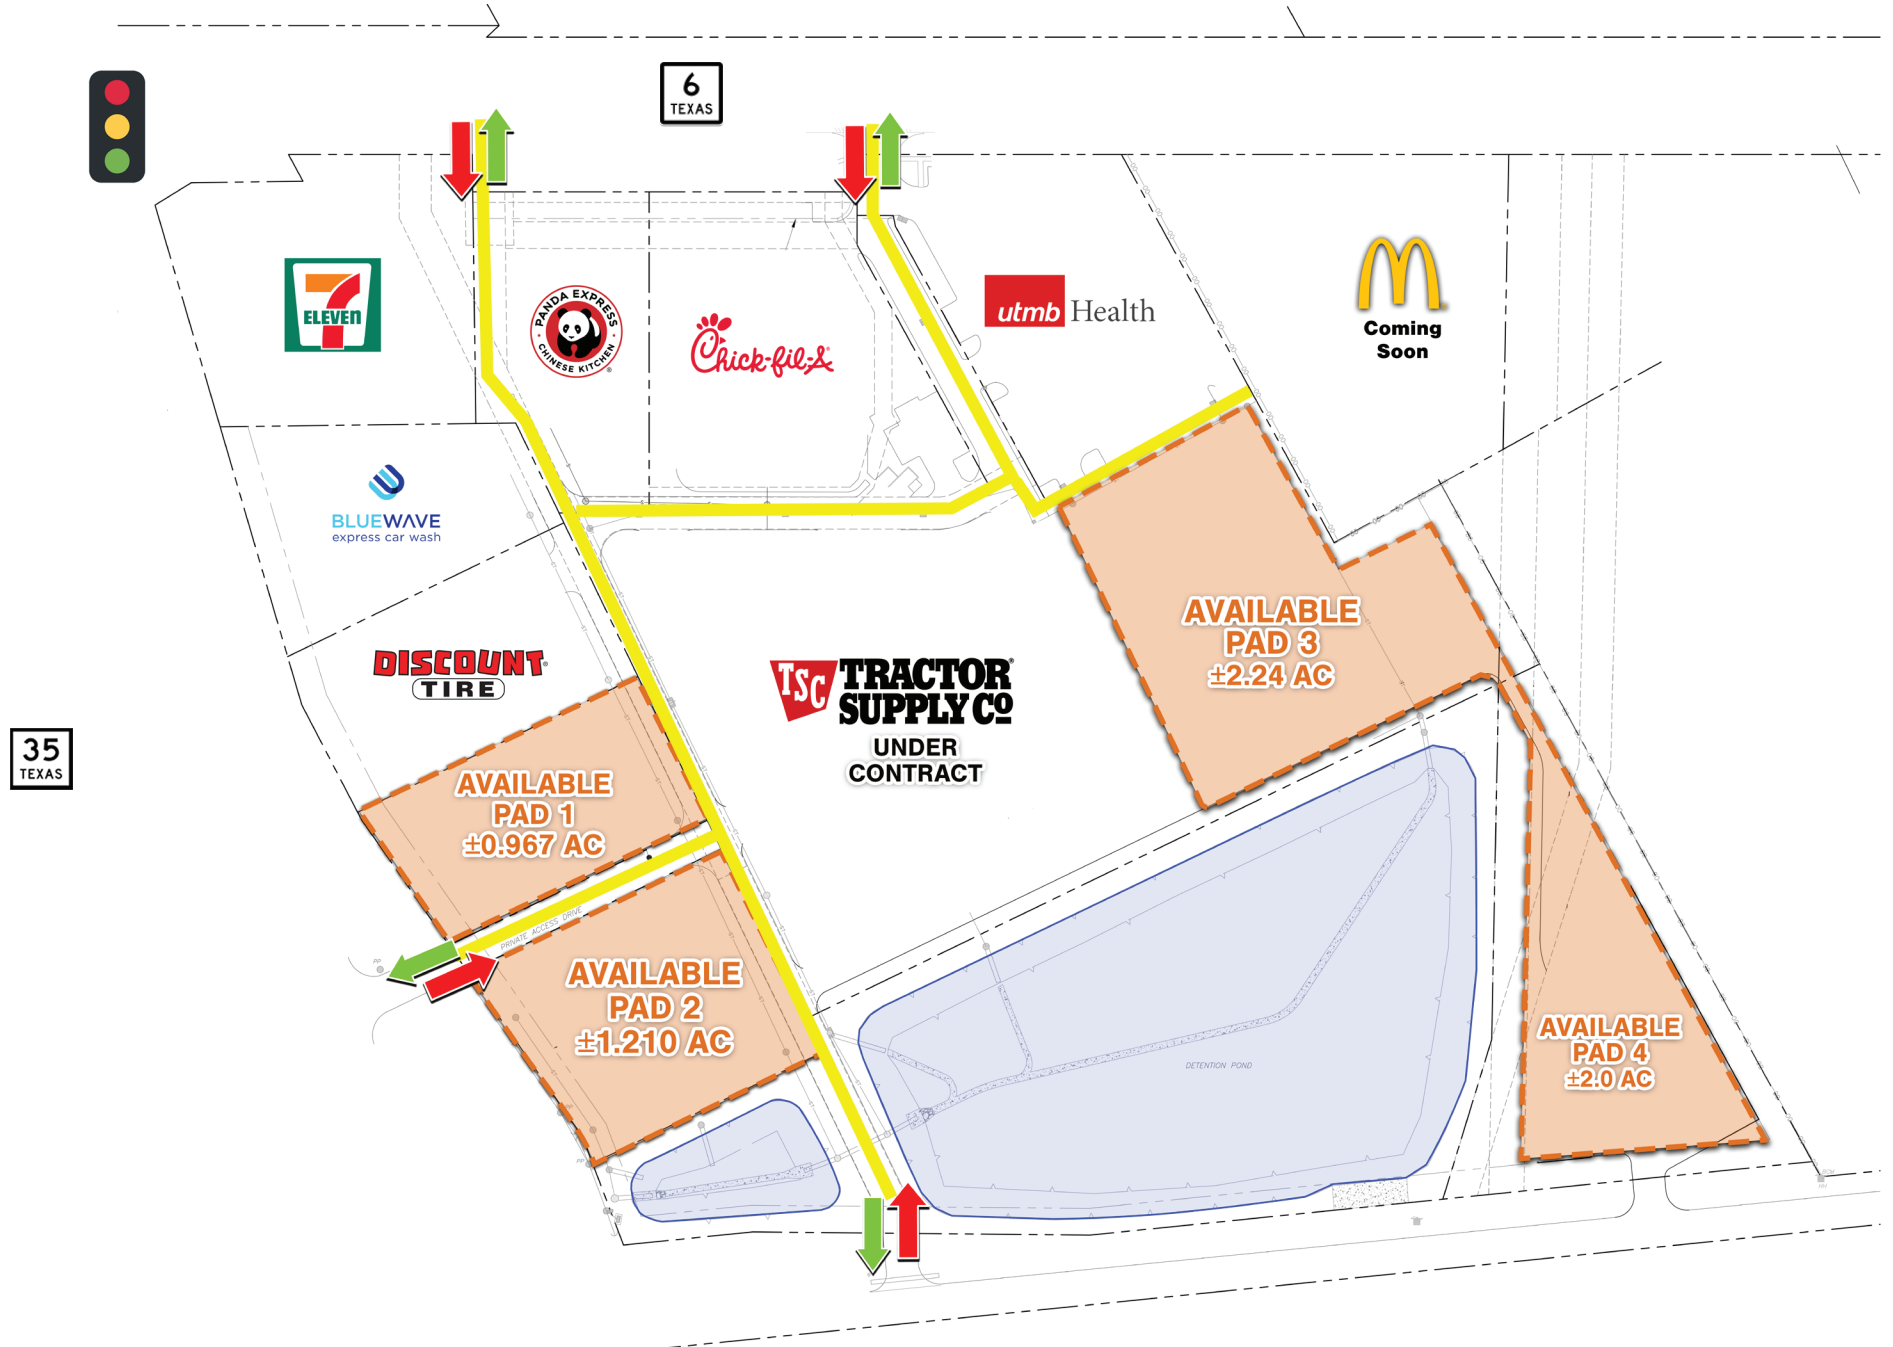 6
TEXAS
7
ELEVEN
PANDA EXPRESS
CHINESE KITCHEN
®
Chick-fil-A
utmb Health
Coming
Soon
BLUEWAVE
express car wash
DISCOUNT
TIRE
TSC TRACTOR
SUPPLY CO
UNDER
CONTRACT
AVAILABLE
PAD 3
±2.24 AC
35
TEXAS
AVAILABLE
PAD 1
±0.967 AC
PRIVATE ACCESS DRIVE
PP
AVAILABLE
PAD 2
±1.210 AC
AVAILABLE
PAD 4
±2.0 AC
DETENTION POND
PP
PP